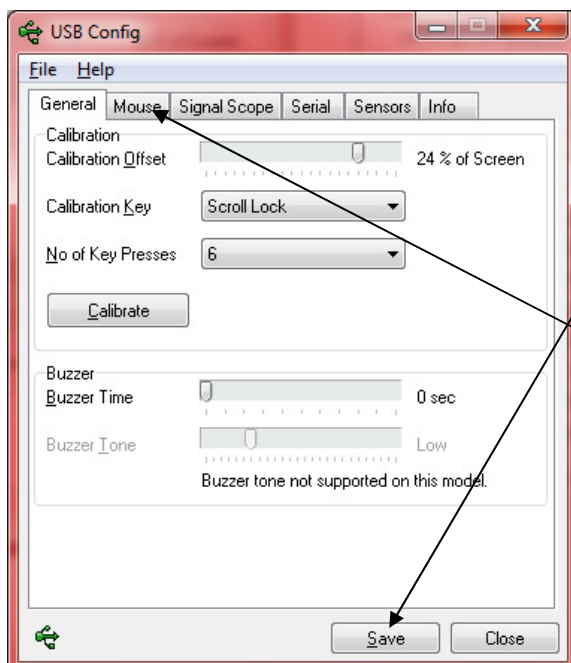 USB Config
File Help
General Mouse Signal Scope Serial Sensors Info
Calibration
Calibration Offset 24 % of Screen
Calibration Key Scroll Lock
No of Key Presses 6
Calibrate
Buzzer
Buzzer Time 0 sec
Buzzer Tone Low
Buzzer tone not supported on this model.
Save Close